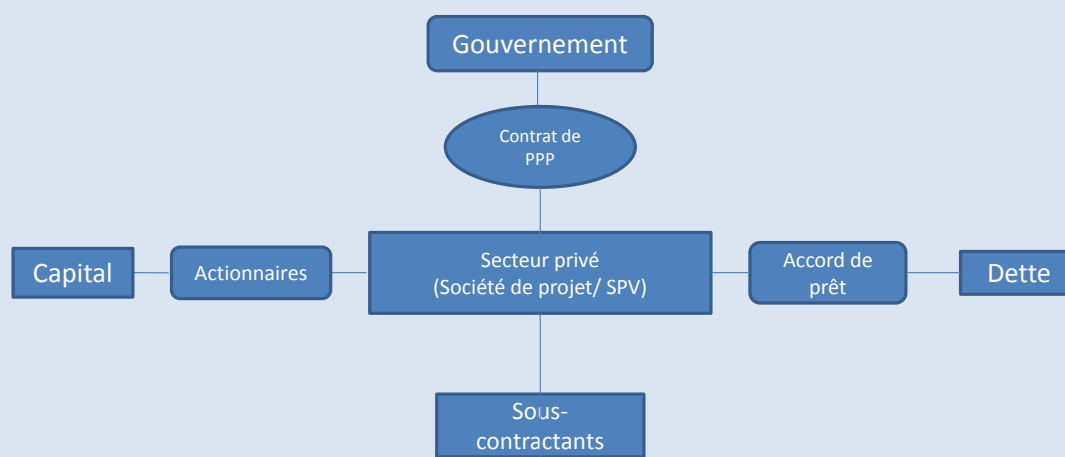 Gouvernement
Contrat de
PPP
Capital
Actionnaires
Secteur privé
(Société de projet/ SPV)
Accord de
prêt
Dette
Sous-
contractants